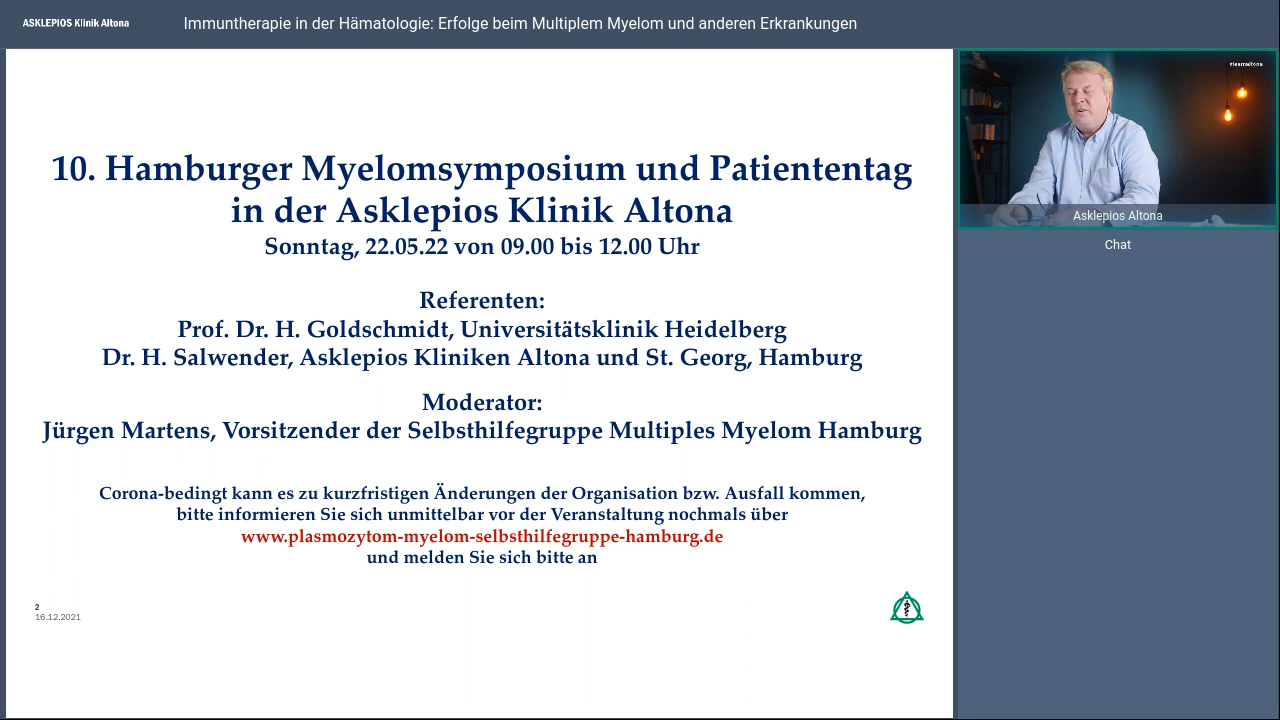 ASKLEPIOS Klinik Altona
Immuntherapie in der Hämatologie: Erfolge beim Multiplem Myelom und anderen Erkrankungen
10. Hamburger Myelomsymposium und Patiententag
in der Asklepios Klinik Altona
Sonntag, 22.05.22 von 09.00 bis 12.00 Uhr
Referenten:
Prof. Dr. H. Goldschmidt, Universitätsklinik Heidelberg
Dr. H. Salwender, Asklepios Kliniken Altona und St. Georg, Hamburg
Moderator:
Jürgen Martens, Vorsitzender der Selbsthilfegruppe Multiples Myelom Hamburg
Corona-bedingt kann es zu kurzfristigen Änderungen der Organisation bzw. Ausfall kommen,
bitte informieren Sie sich unmittelbar vor der Veranstaltung nochmals über
www.plasmozytom-myelom-selbsthilfegruppe-hamburg.de
und melden Sie sich bitte an
2
16.12.2021
#teamaltona
Asklepios Altona
Chat